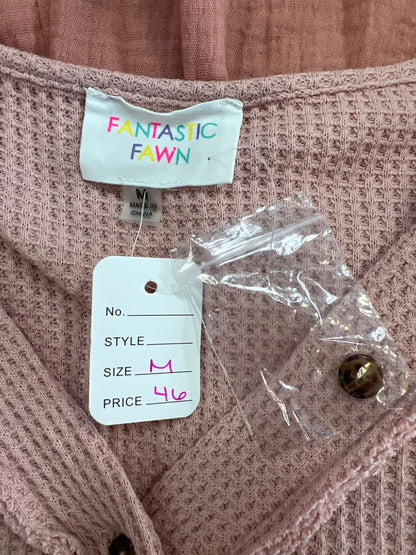 FANTASTIC
FAWN
M
MADE IN
CHINA
No.
STYLE
SIZE M
PRICE 46